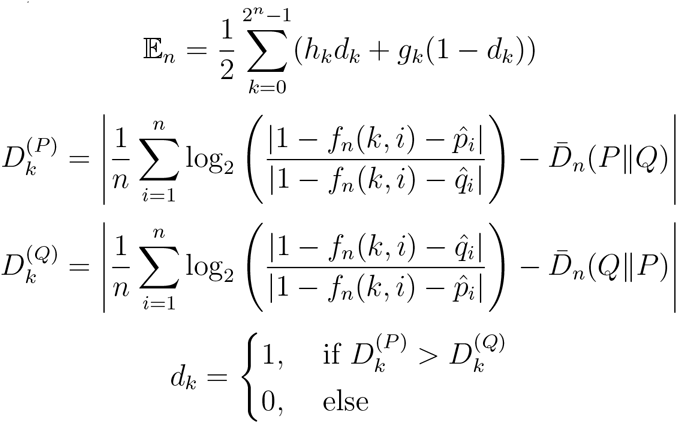 $\mathbb{E}_n = \frac{1}{2} \sum_{k=0}^{2^n-1} (h_k d_k + g_k(1 - d_k))$
$D_k^{(P)} = \left| \frac{1}{n} \sum_{i=1}^{n} \log_2 \left( \frac{|1 - f_n(k,i) - \hat{p}_i|}{|1 - f_n(k,i) - \hat{q}_i|} \right) - \bar{D}_n(P \| Q) \right|$
$D_k^{(Q)} = \left| \frac{1}{n} \sum_{i=1}^{n} \log_2 \left( \frac{|1 - f_n(k,i) - \hat{q}_i|}{|1 - f_n(k,i) - \hat{p}_i|} \right) - \bar{D}_n(Q \| P) \right|$
$d_k = \begin{cases} 1, & \text{if } D_k^{(P)} > D_k^{(Q)} \\ 0, & \text{else} \end{cases}$